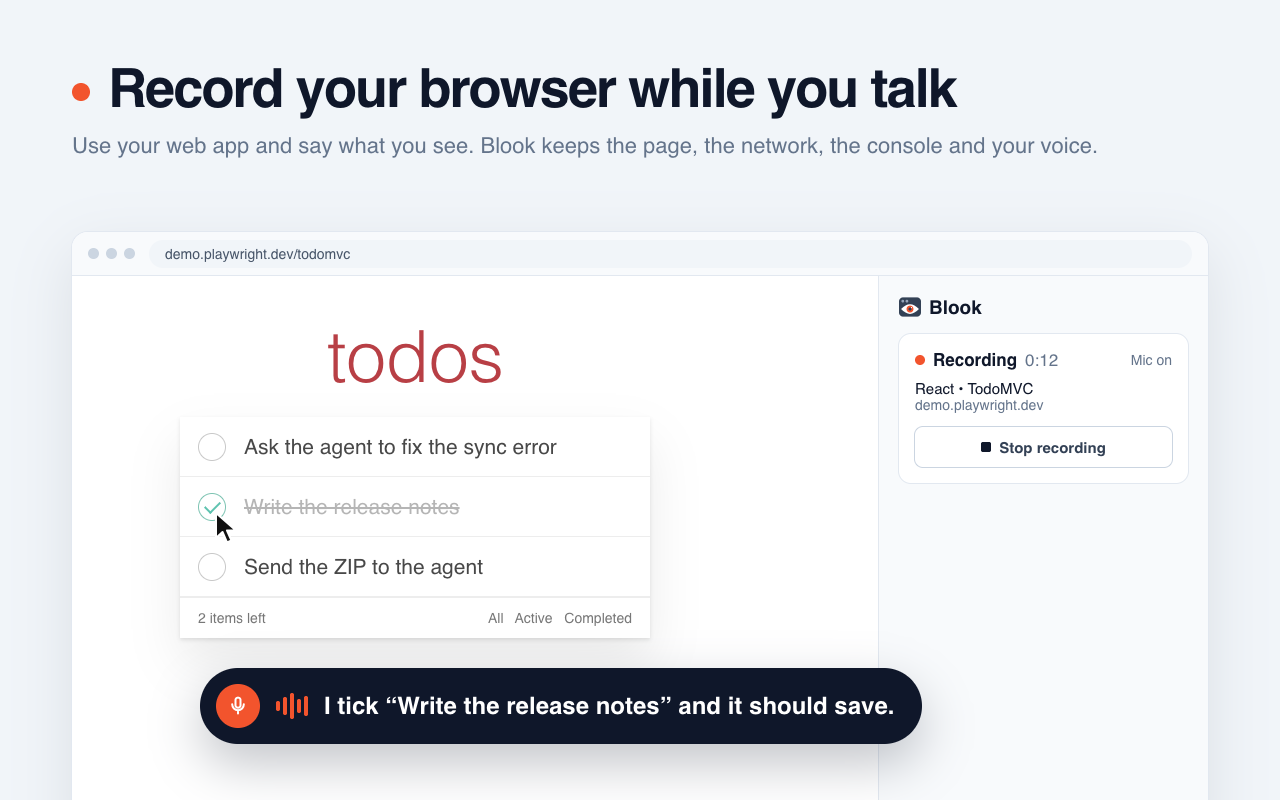 Record your browser while you talk
Use your web app and say what you see. Blook keeps the page, the network, the console and your voice.
demo.playwright.dev/todomvc
todos
Ask the agent to fix the sync error
Write the release notes
Send the ZIP to the agent
2 items left All Active Completed
Blook
Recording 0:12 Mic on
React • TodoMVC
demo.playwright.dev
Stop recording
I tick “Write the release notes” and it should save.